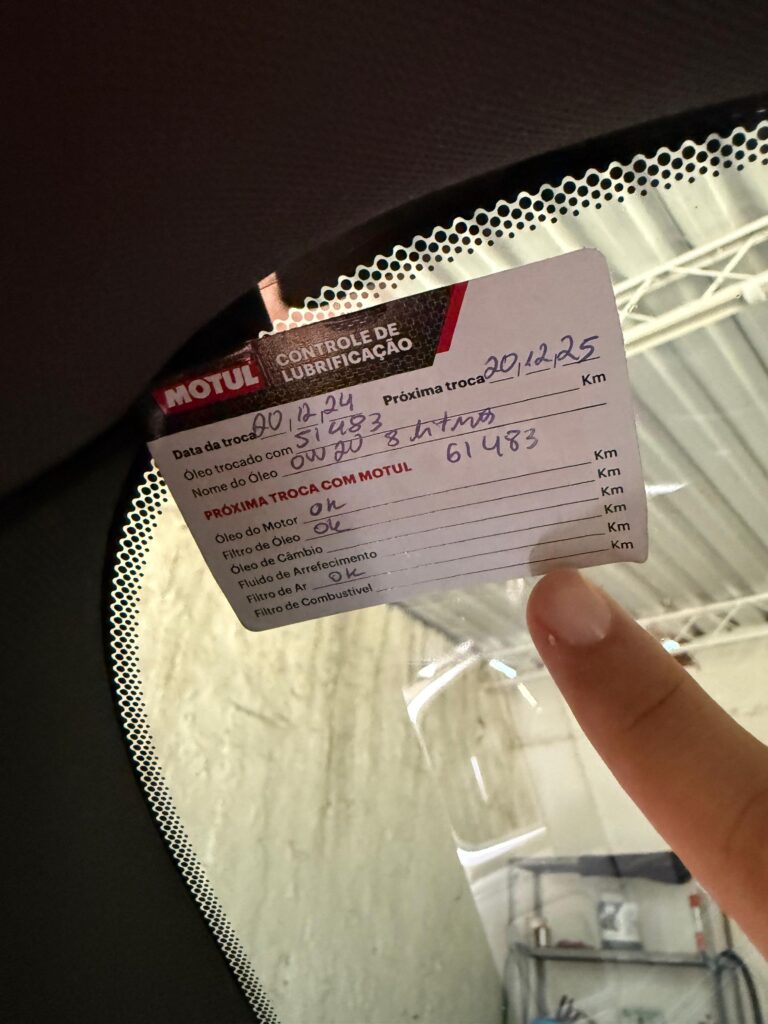 MOTUL CONTROLE DE
LUBRIFICAÇÃO
Data da troca 20,12,24 Próxima troca 20,12,25
Óleo trocado com 51483 Km
Nome do Óleo 0W20 8 litros
PRÓXIMA TROCA COM MOTUL 61483
Óleo do Motor ok Km
Filtro de Óleo ok Km
Óleo de Câmbio Km
Fluido de Arrefecimento Km
Filtro de Ar ok Km
Filtro de Combustível Km